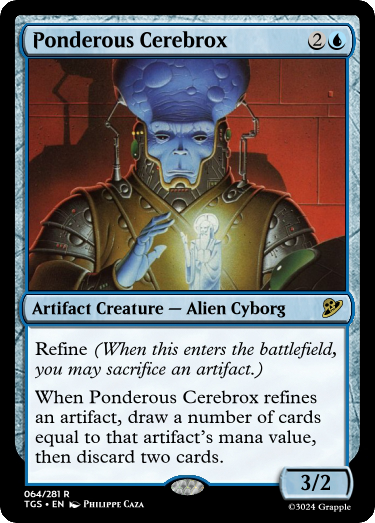 Ponderous Cerebrox 2
Artifact Creature — Alien Cyborg
Refine (When this enters the battlefield,
you may sacrifice an artifact.)
When Ponderous Cerebrox refines
an artifact, draw a number of cards
equal to that artifact's mana value,
then discard two cards.
3/2
064/281 R
TGS • EN Philippe Caza
©3024 Grapple